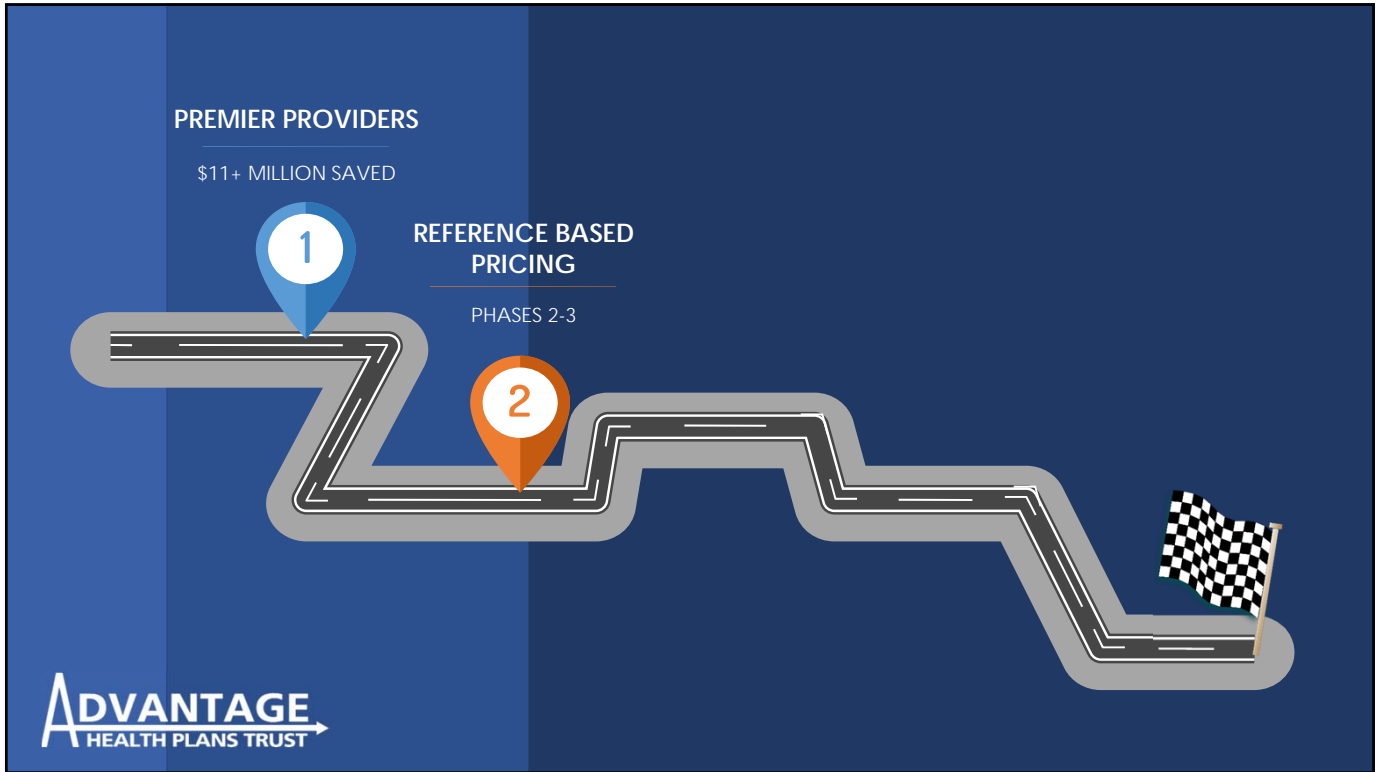 PREMIER PROVIDERS
$11+ MILLION SAVED
1
REFERENCE BASED
PRICING
PHASES 2-3
2
ADVANTAGE
HEALTH PLANS TRUST